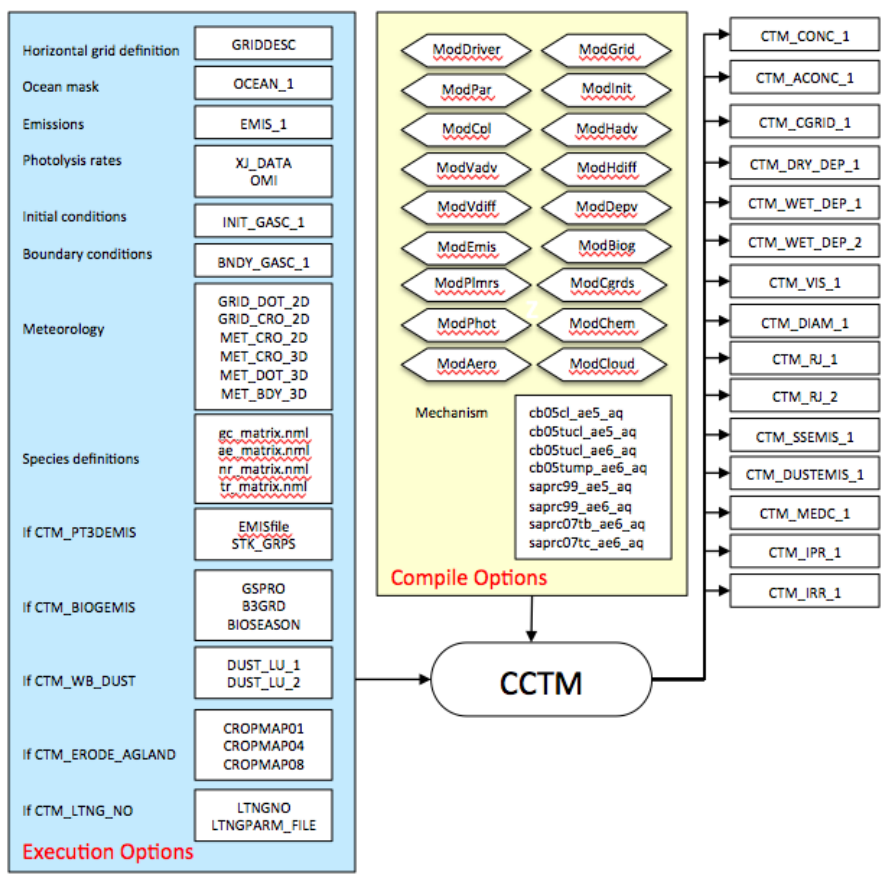 Horizontal grid definition
GRIDDESC
Ocean mask
OCEAN_1
Emissions
EMIS_1
Photolysis rates
XJ_DATA
OMI
Initial conditions
INIT_GASC_1
Boundary conditions
BNDY_GASC_1
Meteorology
GRID_DOT_2D
GRID_CRO_2D
MET_CRO_2D
MET_CRO_3D
MET_DOT_3D
MET_BDY_3D
Species definitions
gc_matrix.nml
ae_matrix.nml
nr_matrix.nml
tr_matrix.nml
If CTM_PT3DEMIS
EMISfile
STK_GRPS
If CTM_BIOGEMIS
GSPRO
B3GRD
BIOSEASON
If CTM_WB_DUST
DUST_LU_1
DUST_LU_2
If CTM_ERODE_AGLAND
CROPMAP01
CROPMAP04
CROPMAP08
If CTM_LTNG_NO
LTNGNO
LTNGPARM_FILE
Execution Options
ModDriver ModGrid
ModPar ModInit
ModCpl ModHadv
ModVadv ModHdiff
ModVdiff ModDepv
ModEmis ModBiog
ModPlmrs ModCgrds
ModPhot ModChem
ModAero ModCloud
Mechanism
cb05cl_ae5_aq
cb05tucl_ae5_aq
cb05tucl_ae6_aq
cb05tump_ae6_aq
saprc99_ae5_aq
saprc99_ae6_aq
saprc07tb_ae6_aq
saprc07tc_ae6_aq
Compile Options
CCTM
CTM_CONC_1
CTM_ACONC_1
CTM_CGRID_1
CTM_DRY_DEP_1
CTM_WET_DEP_1
CTM_WET_DEP_2
CTM_VIS_1
CTM_DIAM_1
CTM_RJ_1
CTM_RJ_2
CTM_SSEMIS_1
CTM_DUSTEMIS_1
CTM_MEDC_1
CTM_IPR_1
CTM_IRR_1